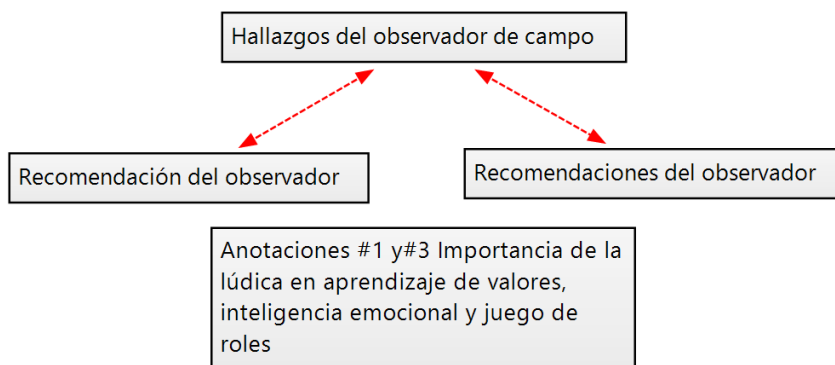 Hallazgos del observador de campo
Recomendación del observador
Recomendaciones del observador
Anotaciones #1 y#3 Importancia de la
lúdica en aprendizaje de valores,
inteligencia emocional y juego de
roles